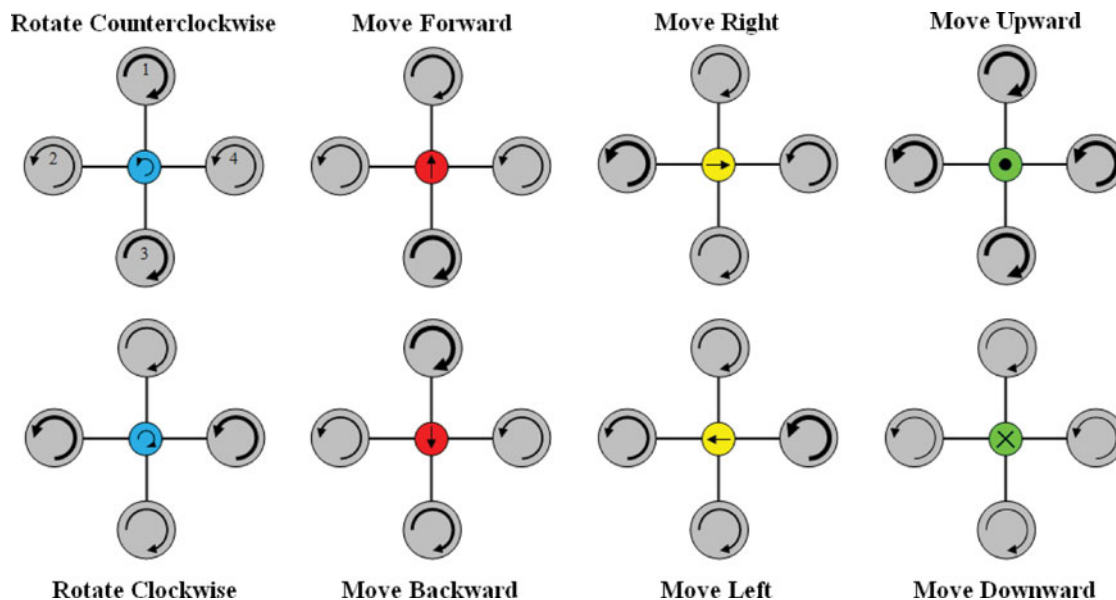 Rotate Counterclockwise
Move Forward
Move Right
Move Upward
1
2
4
3
Rotate Clockwise
Move Backward
Move Left
Move Downward